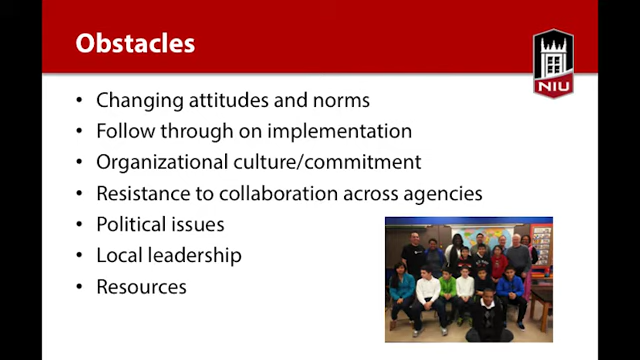 Obstacles
NIU
• Changing attitudes and norms
• Follow through on implementation
• Organizational culture/commitment
• Resistance to collaboration across agencies
• Political issues
• Local leadership
• Resources